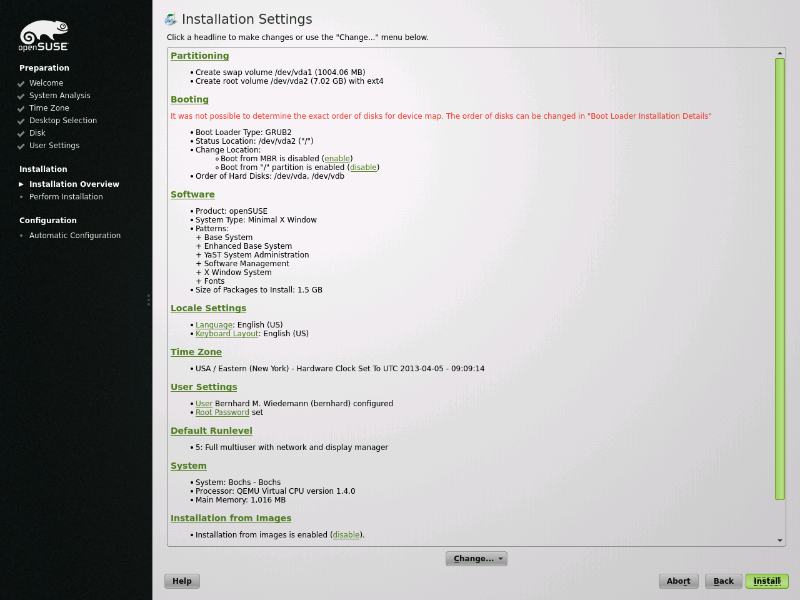 openSUSE
Preparation
Welcome
System Analysis
Time Zone
Desktop Selection
Disk
User Settings
Installation
Installation Overview
Perform Installation
Configuration
Automatic Configuration
Installation Settings
Click a headline to make changes or use the "Change..." menu below.
Partitioning
• Create swap volume /dev/vda1 (1004.06 MB)
• Create root volume /dev/vda2 (7.02 GB) with ext4
Booting
It was not possible to determine the exact order of disks for device map. The order of disks can be changed in "Boot Loader Installation Details"
• Boot Loader Type: GRUB2
• Status Location: /dev/vda2 ("/")
• Change Location:
Boot from MBR is disabled (enable)
Boot from "/" partition is enabled (disable)
• Order of Hard Disks: /dev/vda, /dev/vdb
Software
• Product: openSUSE
• System Type: Minimal X Window
• Patterns:
+ Base System
+ Enhanced Base System
+ YaST System Administration
+ Software Management
+ X Window System
+ Fonts
• Size of Packages to Install: 1.5 GB
Locale Settings
• Language: English (US)
• Keyboard Layout: English (US)
Time Zone
• USA / Eastern (New York) - Hardware Clock Set To UTC 2013-04-05 - 09:09:14
User Settings
• User Bernhard M. Wiedemann (bernhard) configured
• Root Password set
Default Runlevel
• 5: Full multiuser with network and display manager
System
• System: Bochs - Bochs
• Processor: QEMU Virtual CPU version 1.4.0
• Main Memory: 1,016 MB
Installation from Images
• Installation from images is enabled (disable).
Change...
Help
Abort
Back
Install